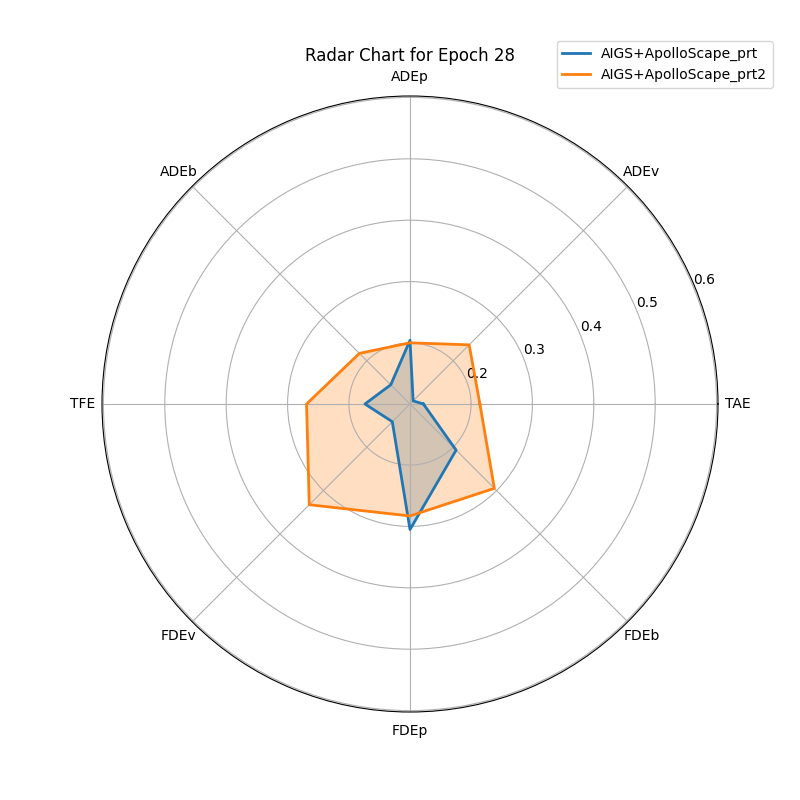 Radar Chart for Epoch 28
AIGS+ApolloScape_prt
AIGS+ApolloScape_prt2
ADEp
ADEb
ADEv
0.6
0.5
0.4
0.3
0.2
TFE
TAE
FDEv
FDEb
FDEp